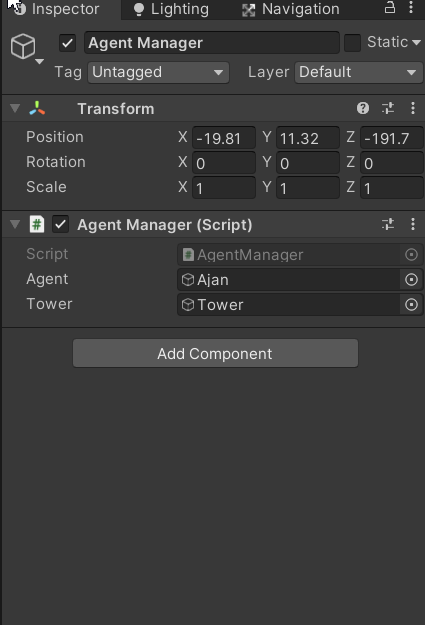 Inspector Lighting Navigation
Agent Manager Static
Tag Untagged Layer Default
Transform
Position X -19.81 Y 11.32 Z -191.7
Rotation X 0 Y 0 Z 0
Scale X 1 Y 1 Z 1
# Agent Manager (Script)
Script # AgentManager
Agent Ajan
Tower Tower
Add Component